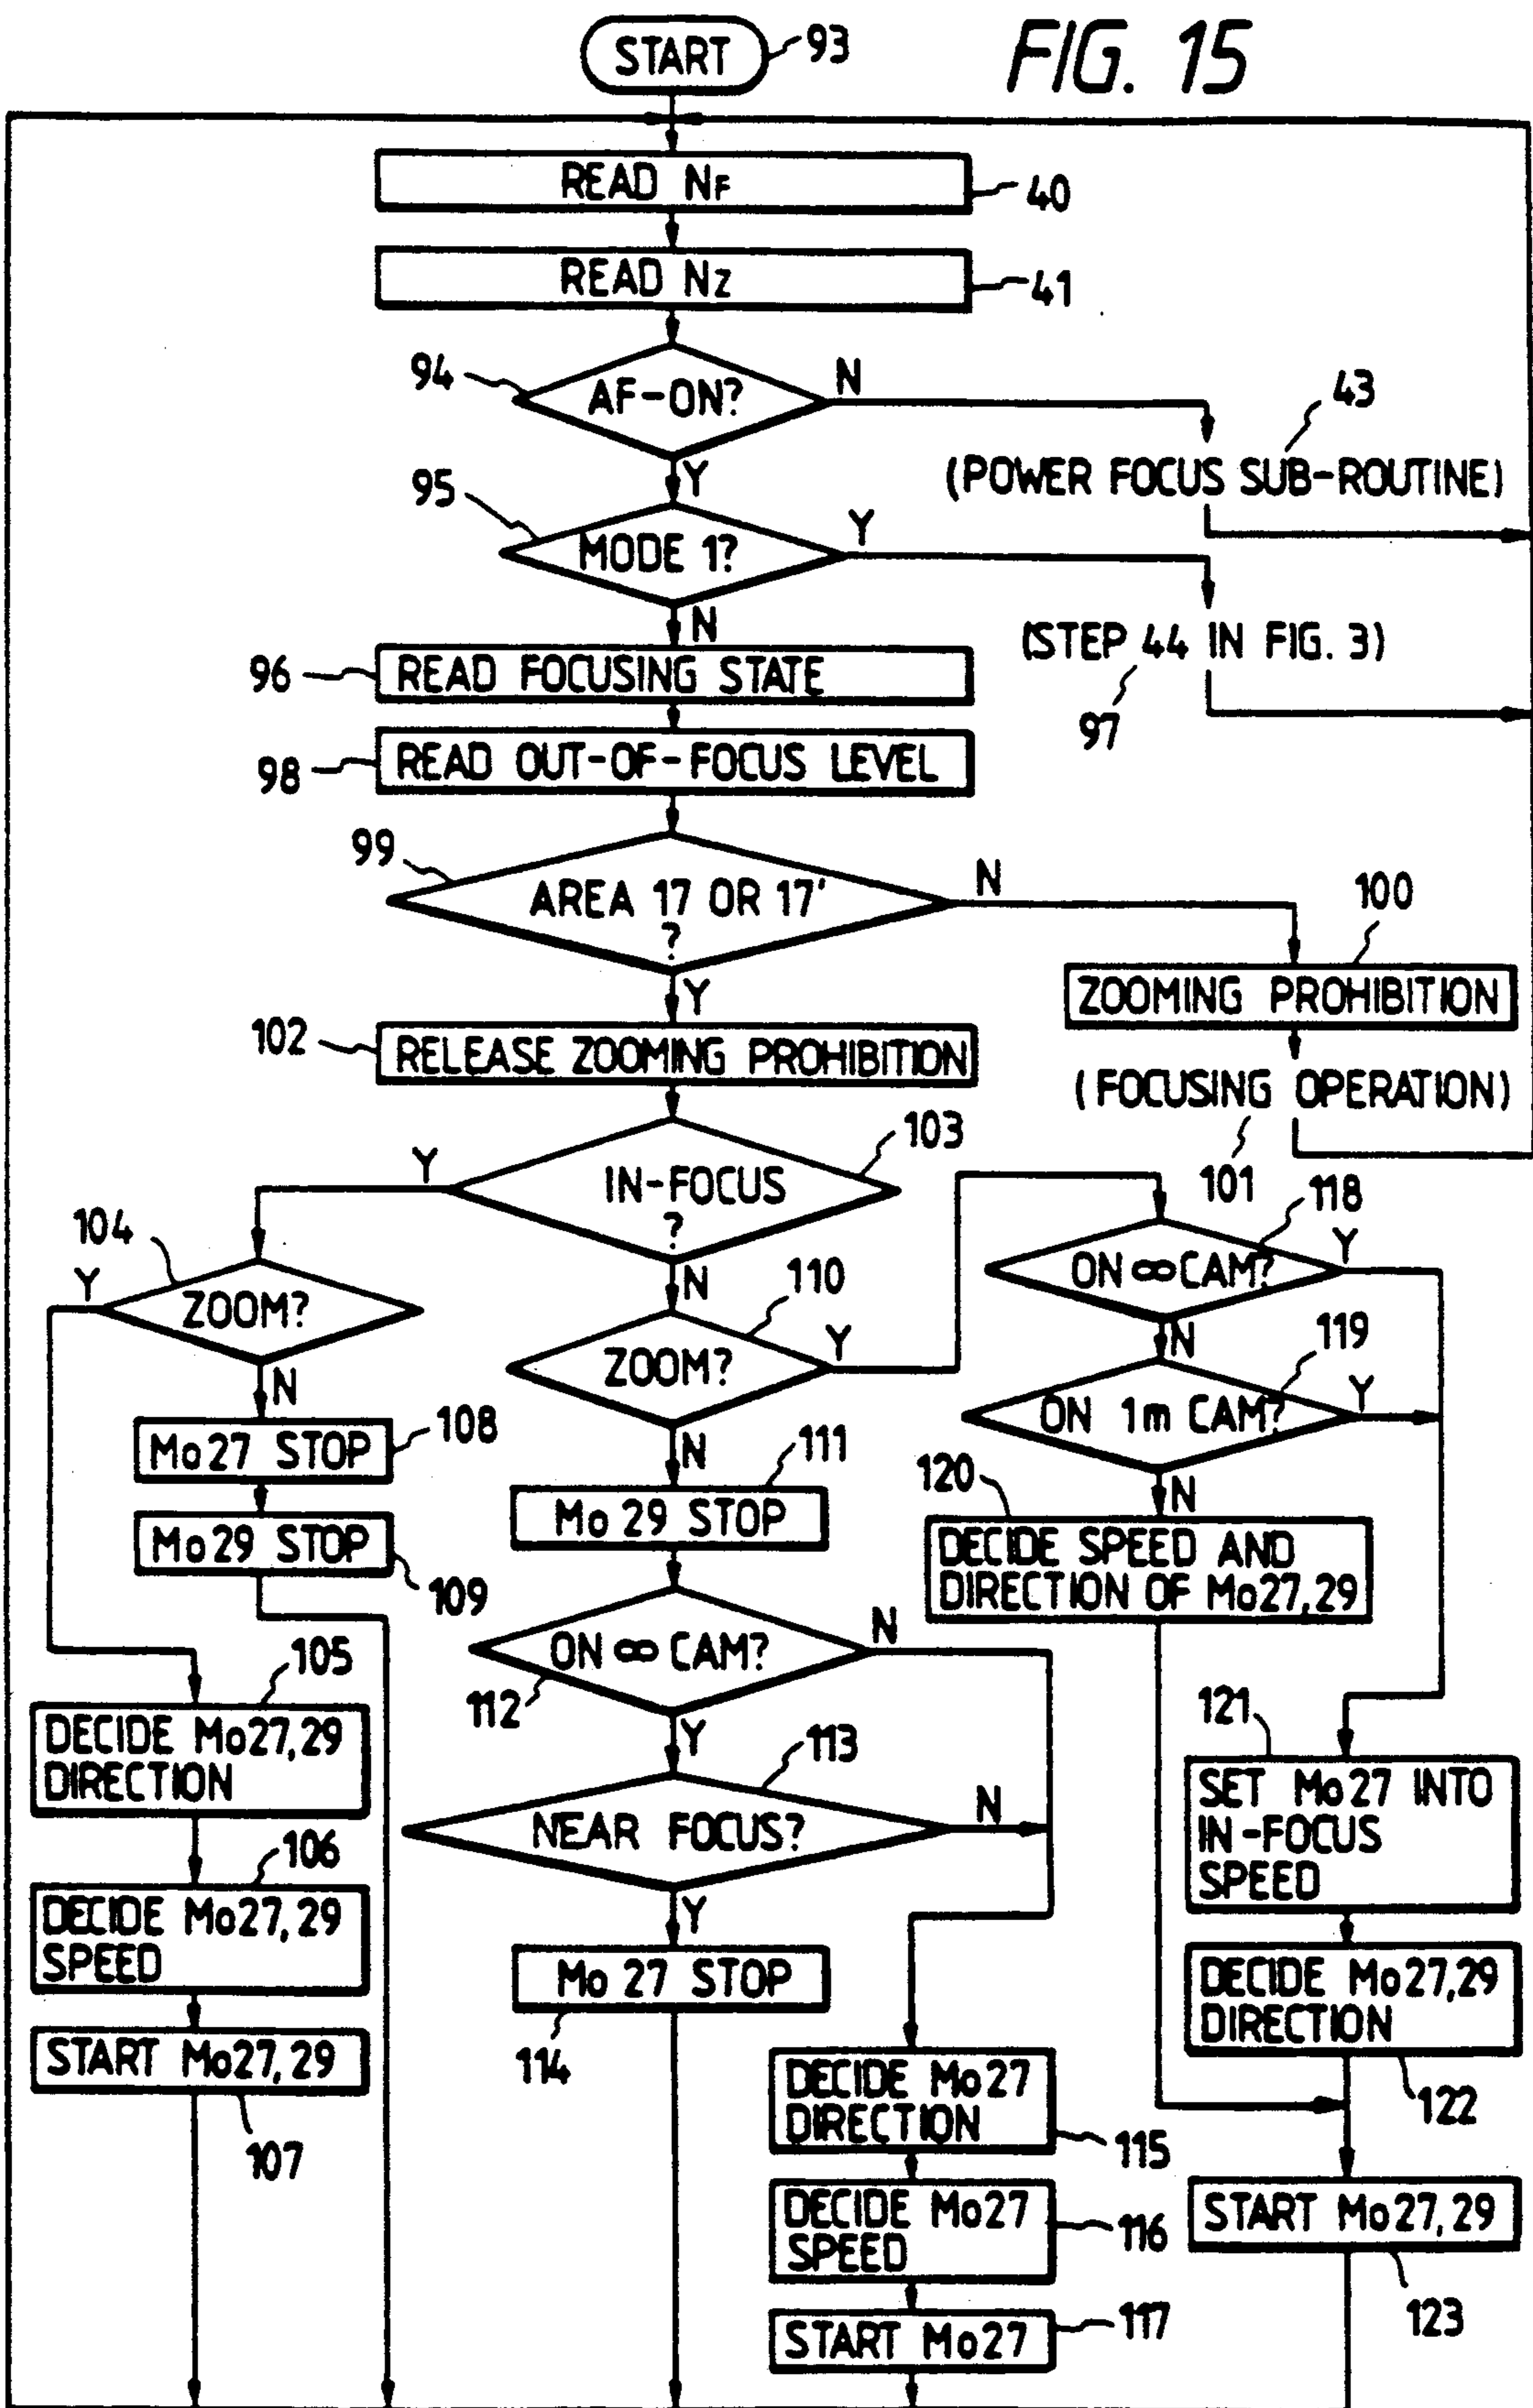 FIG. 15
START
93
READ NF
40
READ NZ
41
94
AF-ON?
N
43
Y
(POWER FOCUS SUB-ROUTINE)
95
MODE 1?
Y
N
(STEP 44 IN FIG. 3)
97
96
READ FOCUSING STATE
98
READ OUT-OF-FOCUS LEVEL
99
AREA 17 OR 17'
?
N
100
Y
ZOOMING PROHIBITION
102
RELEASE ZOOMING PROHIBITION
(FOCUSING OPERATION)
101
103
Y
IN-FOCUS
?
N
104
Y
ZOOM?
N
110
ZOOM?
Y
N
118
ON ∞ CAM?
Y
N
119
ON 1m CAM?
Y
N
Mo27 STOP
108
Mo29 STOP
109
111
Mo 29 STOP
120
DECIDE SPEED AND
DIRECTION OF Mo27,29
ON ∞ CAM?
N
112
Y
105
DECIDE Mo27,29
DIRECTION
113
NEAR FOCUS?
N
Y
121
SET Mo27 INTO
IN-FOCUS
SPEED
106
DECIDE Mo27,29
SPEED
Mo 27 STOP
114
DECIDE Mo27,29
DIRECTION
122
START Mo27,29
107
DECIDE Mo27
DIRECTION
115
DECIDE Mo27
SPEED
116
START Mo27,29
123
START Mo27
117